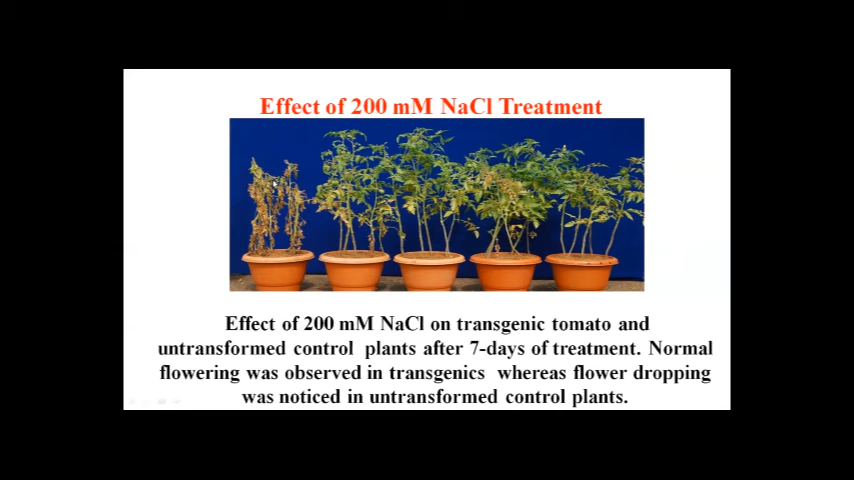 Effect of 200 mM NaCl Treatment
Effect of 200 mM NaCl on transgenic tomato and
untransformed control plants after 7-days of treatment. Normal
flowering was observed in transgenics whereas flower dropping
was noticed in untransformed control plants.